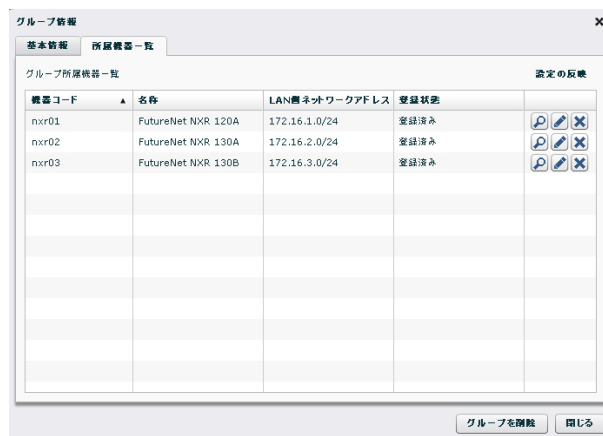 グループ情報
基本情報 所属機器一覧
グループ所属機器一覧 設定の反映
機器コード ▲ 名称 LAN側ネットワークアドレス 登録状態
nxr01 FutureNet NXR 120A 172.16.1.0/24 登録済み
nxr02 FutureNet NXR 130A 172.16.2.0/24 登録済み
nxr03 FutureNet NXR 130B 172.16.3.0/24 登録済み
グループを削除 閉じる